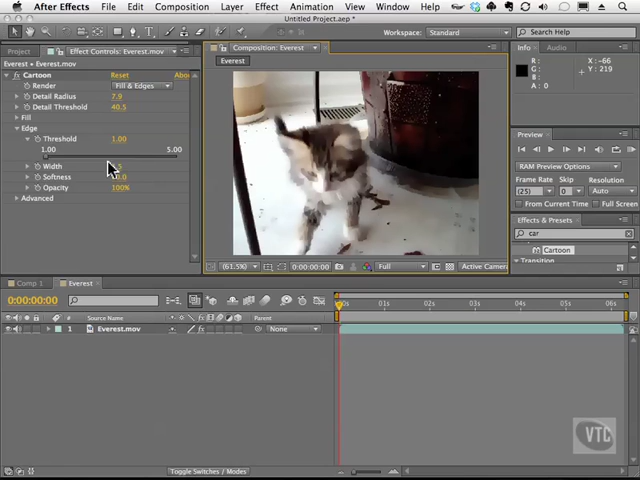 After Effects File Edit Composition Layer Effect Animation View Window
Untitled Project.aep *
Workspace: Standard Search Help
Project Effect Controls: Everest.mov Composition: Everest Info Audio
Everest • Everest.mov Everest
Cartoon Reset Abou
Render Fill & Edges
Detail Radius 7.9
Detail Threshold 40.5
Fill
Edge
Threshold 1.00
1.00 5.00
Width
Softness
Opacity 100%
Advanced
R:
G:
B:
A: 0
X: -66
Y: 219
Preview
RAM Preview Options
Frame Rate Skip Resolution
(25) 0 Auto
From Current Time Full Screen
Effects & Presets
car
Cartoon
Transition
(61.5%) 0:00:00:00 Full Active Camera
Comp 1 Everest
0:00:00:00
00s 01s 02s 03s 04s 05s 06s
# Source Name Parent
1 Everest.mov None
VTC
Toggle Switches / Modes